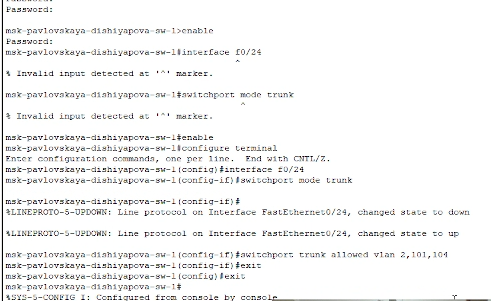 Password:
Password:
msk-pavlovskaya-dishiyapova-sw-1>enable
Password:
msk-pavlovskaya-dishiyapova-sw-1#interface f0/24
^
% Invalid input detected at '^' marker.
msk-pavlovskaya-dishiyapova-sw-1#switchport mode trunk
^
% Invalid input detected at '^' marker.
msk-pavlovskaya-dishiyapova-sw-1#enable
msk-pavlovskaya-dishiyapova-sw-1#configure terminal
Enter configuration commands, one per line.  End with CNTL/Z.
msk-pavlovskaya-dishiyapova-sw-1(config)#interface f0/24
msk-pavlovskaya-dishiyapova-sw-1(config-if)#switchport mode trunk
msk-pavlovskaya-dishiyapova-sw-1(config-if)#
%LINEPROTO-5-UPDOWN: Line protocol on Interface FastEthernet0/24, changed state to down
%LINEPROTO-5-UPDOWN: Line protocol on Interface FastEthernet0/24, changed state to up
msk-pavlovskaya-dishiyapova-sw-1(config-if)#switchport trunk allowed vlan 2,101,104
msk-pavlovskaya-dishiyapova-sw-1(config-if)#exit
msk-pavlovskaya-dishiyapova-sw-1(config)#exit
msk-pavlovskaya-dishiyapova-sw-1#
%SYS-5-CONFIG_I: Configured from console by console